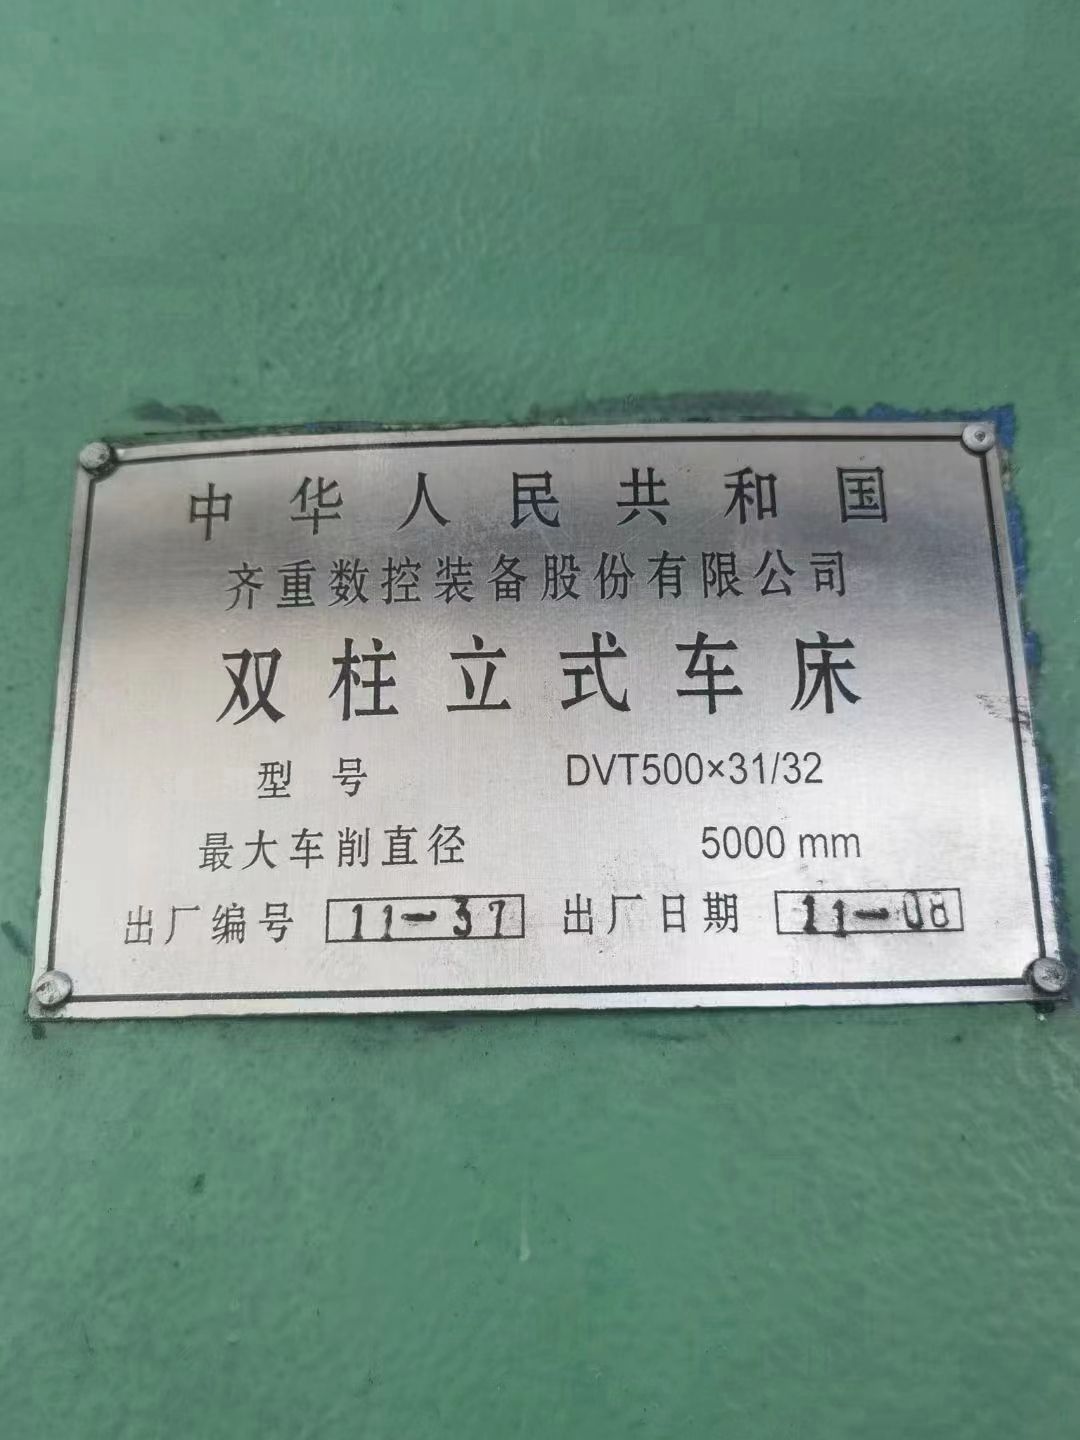 中华人民共和国
齐重数控装备股份有限公司
双柱立式车床
型号 DVT500×31/32
最大车削直径 5000 mm
出厂编号 11-37 出厂日期 11-08